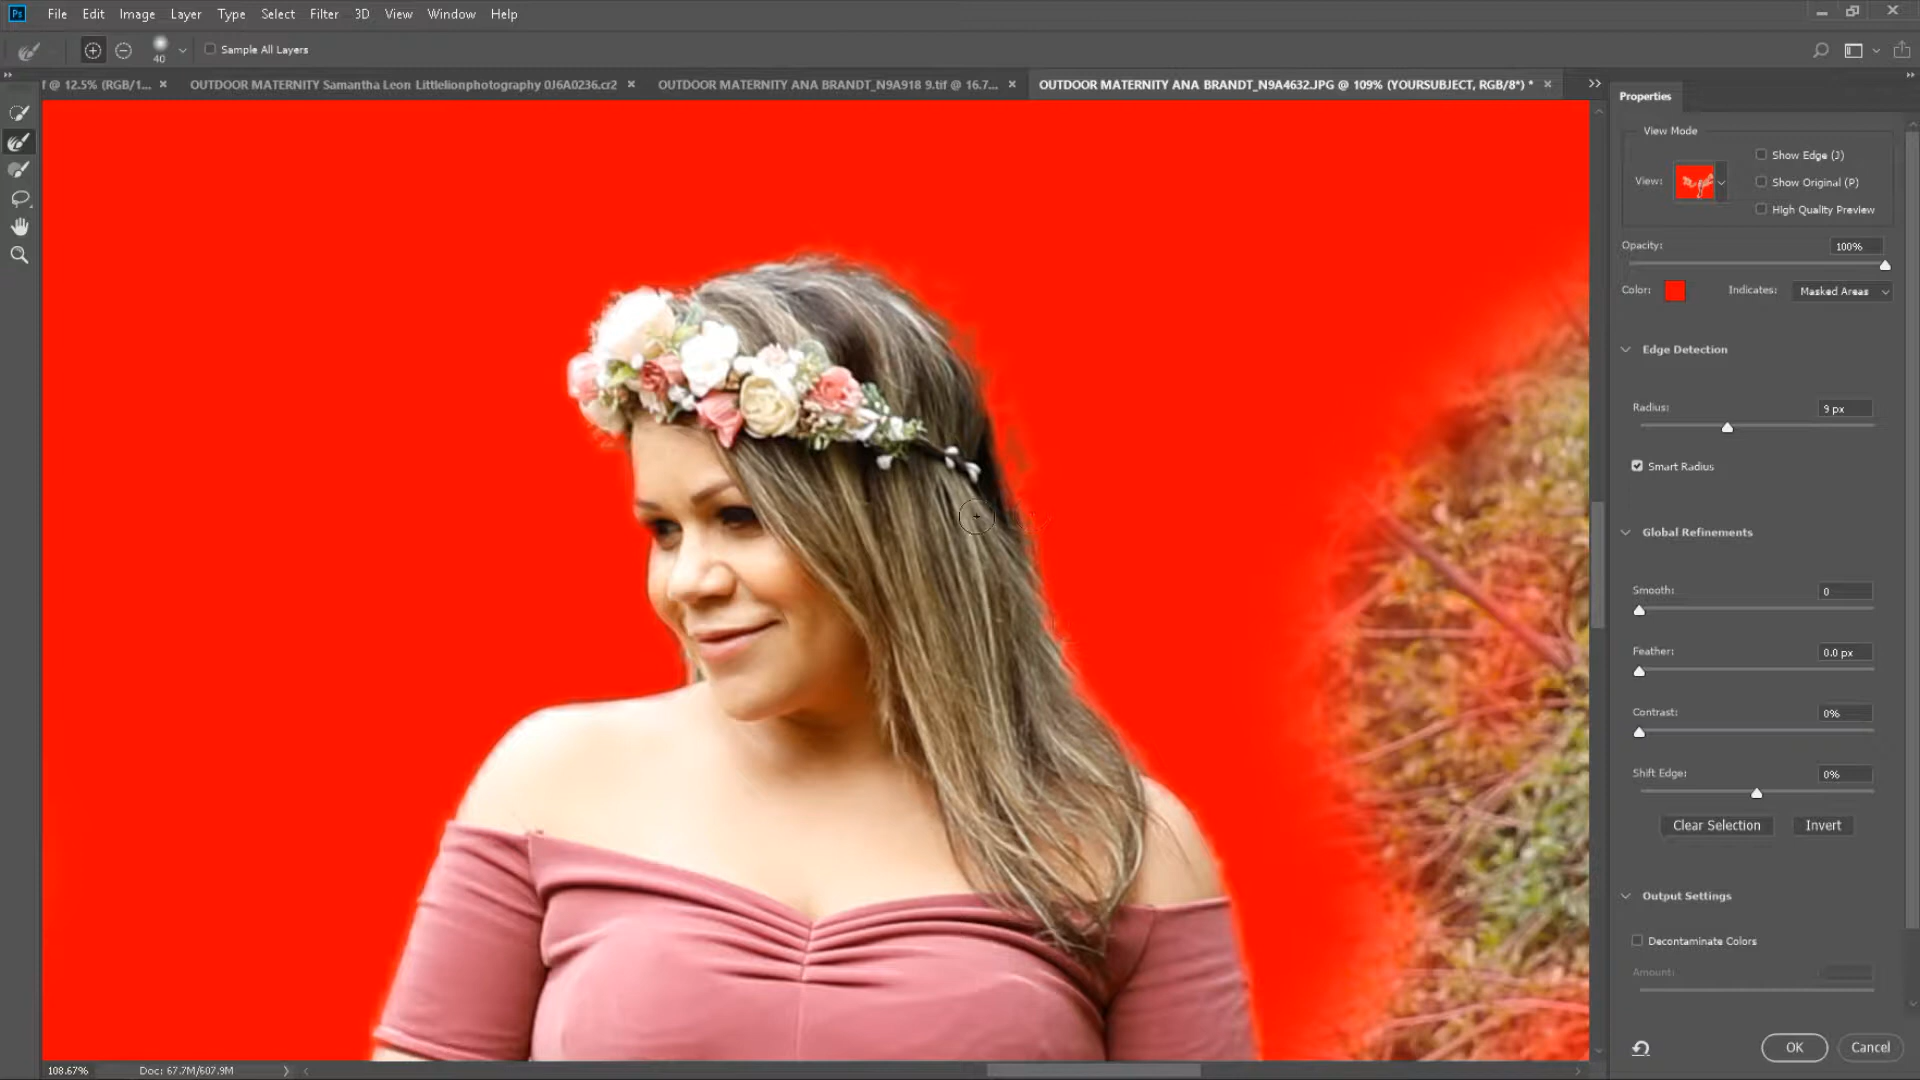 Ps File Edit Image Layer Type Select Filter 3D View Window Help
40 Sample All Layers
f @ 12.5% (RGB/1... × OUTDOOR MATERNITY Samantha Leon Littlelionphotography 0J6A0236.cr2 × OUTDOOR MATERNITY ANA BRANDT_N9A918 9.tif @ 16.7... × OUTDOOR MATERNITY ANA BRANDT_N9A4632.JPG @ 109% (YOURSUBJECT, RGB/8*) * ×
Properties
View Mode
View:
Show Edge (J)
Show Original (P)
High Quality Preview
Opacity: 100%
Color: Indicates: Masked Areas
Edge Detection
Radius: 9 px
Smart Radius
Global Refinements
Smooth: 0
Feather: 0.0 px
Contrast: 0%
Shift Edge: 0%
Clear Selection Invert
Output Settings
Decontaminate Colors
Amount:
OK Cancel
108.67% Doc: 67.7M/607.9M